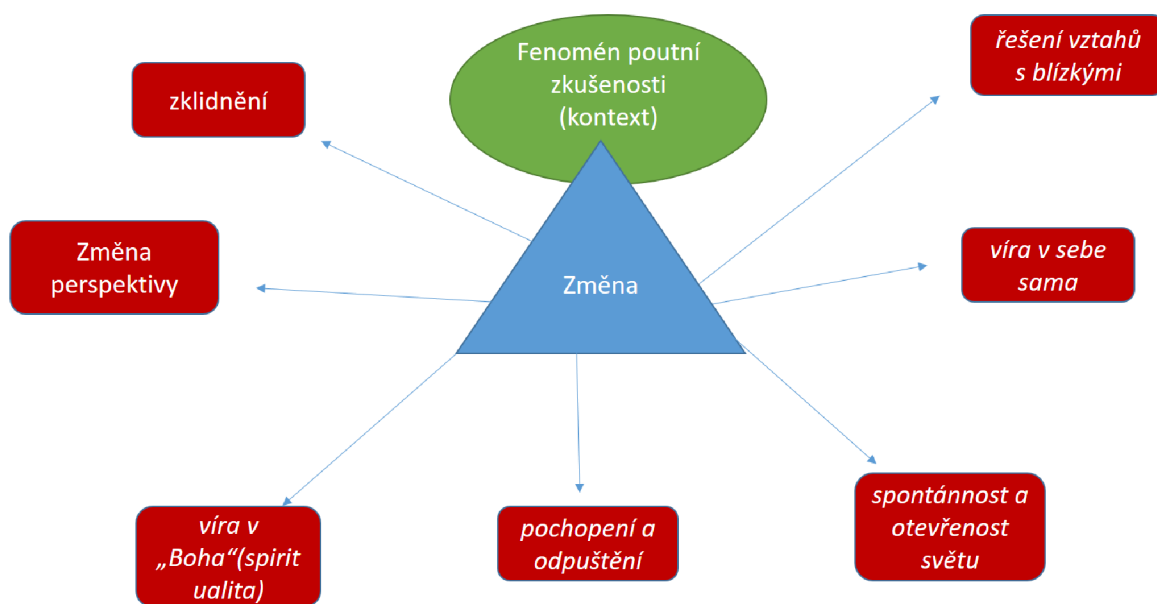 Fenomén poutní
zkušenosti
(kontext)
řešení vztahů
s blízkými
zklidnění
Změna
perspektivy
víra v sebe
sama
Změna
víra v
„Boha“(spirit
ualita)
pochopení a
odpuštění
spontánnost a
otevřenost
světu